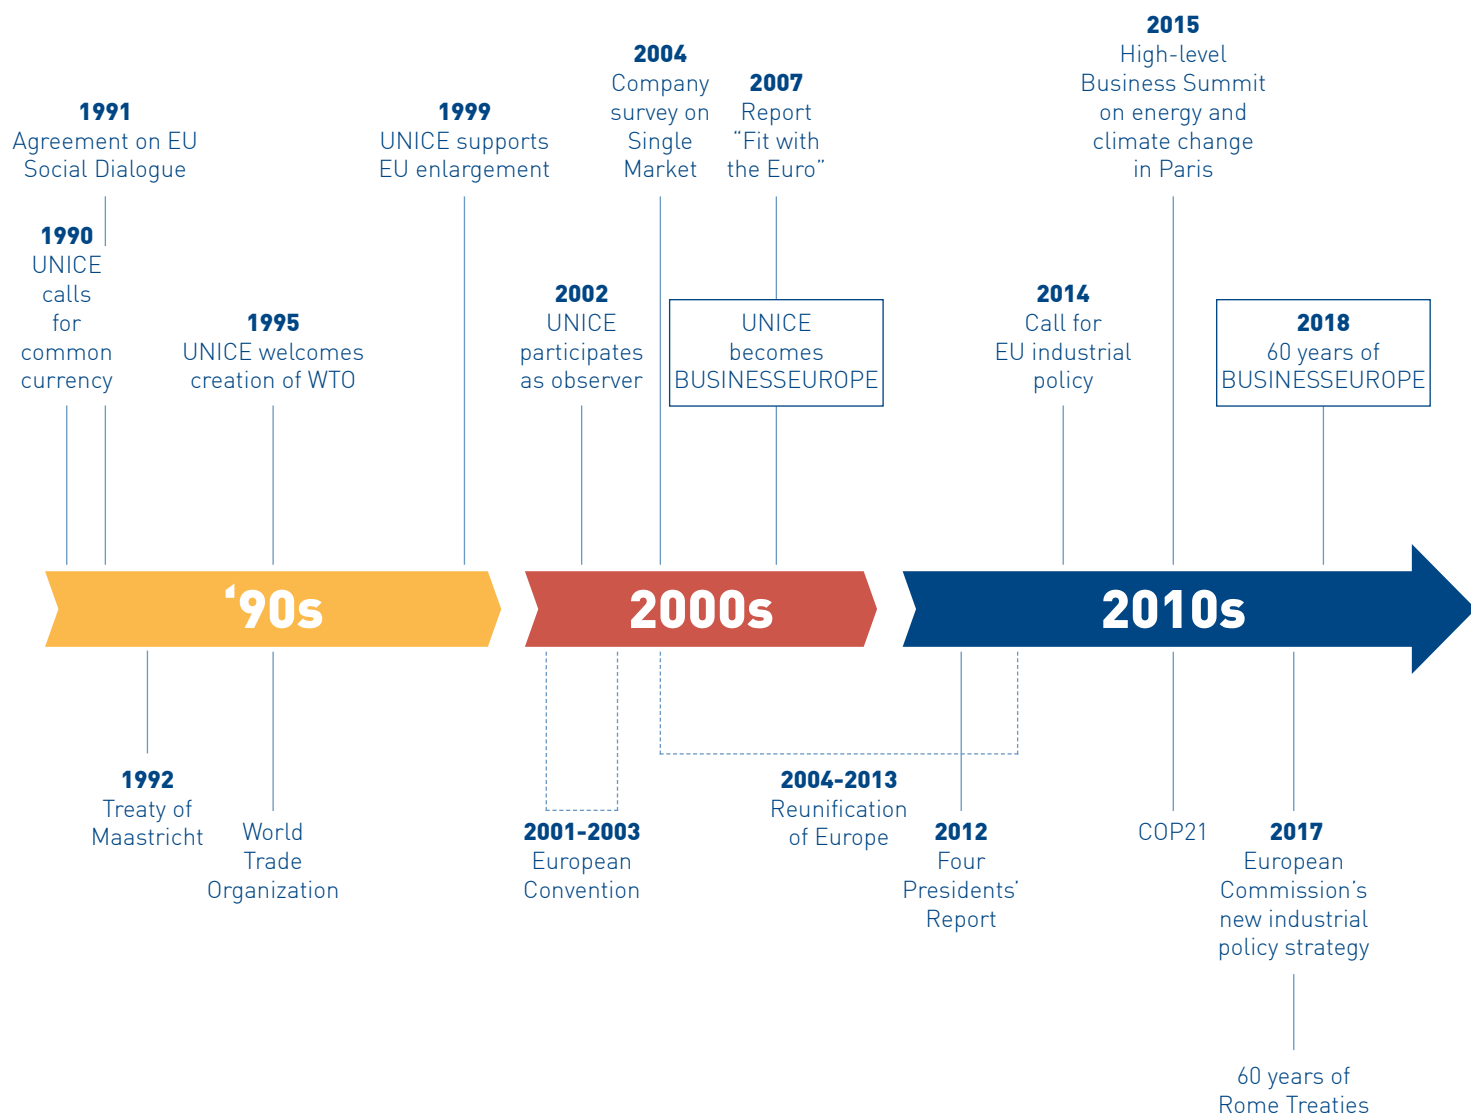 1991
Agreement on EU
Social Dialogue
1990
UNICE
calls
for
common
currency
1995
UNICE welcomes
creation of WTO
1999
UNICE supports
EU enlargement
2002
UNICE
participates
as observer
2004
Company
survey on
Single
Market
2007
Report
“Fit with
the Euro”
UNICE
becomes
BUSINESSEUROPE
2014
Call for
EU industrial
policy
2015
High-level
Business Summit
on energy and
climate change
in Paris
2018
60 years of
BUSINESSEUROPE
‘90s
2000s
2010s
1992
Treaty of
Maastricht
World
Trade
Organization
2001-2003
European
Convention
2004-2013
Reunification
of Europe
2012
Four
Presidents’
Report
COP21
2017
European
Commission’s
new industrial
policy strategy
60 years of
Rome Treaties